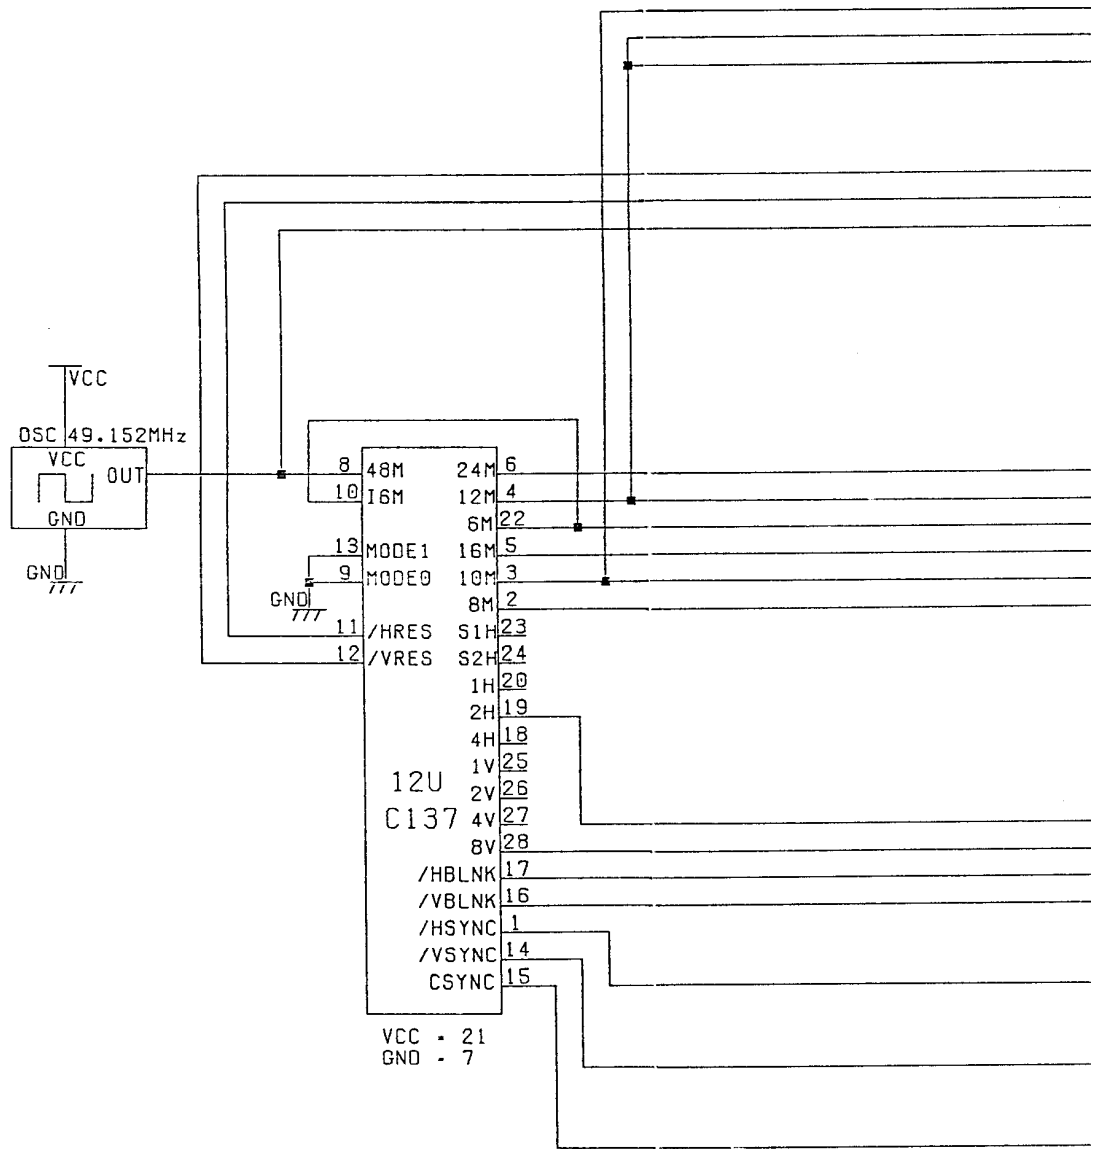 VCC
OSC 49.152MHz
VCC
OUT
GND
GND
8 48M 24M 6
10 I6M 12M 4
6M 22
13 MODE1 16M 5
9 MODE0 10M 3
GND
8M 2
11 /HRES S1H 23
12 /VRES S2H 24
1H 20
2H 19
4H 18
1V 25
12U
2V 26
C137
4V 27
8V 28
/HBLNK 17
/VBLNK 16
/HSYNC 1
/VSYNC 14
CSYNC 15
VCC - 21
GND - 7